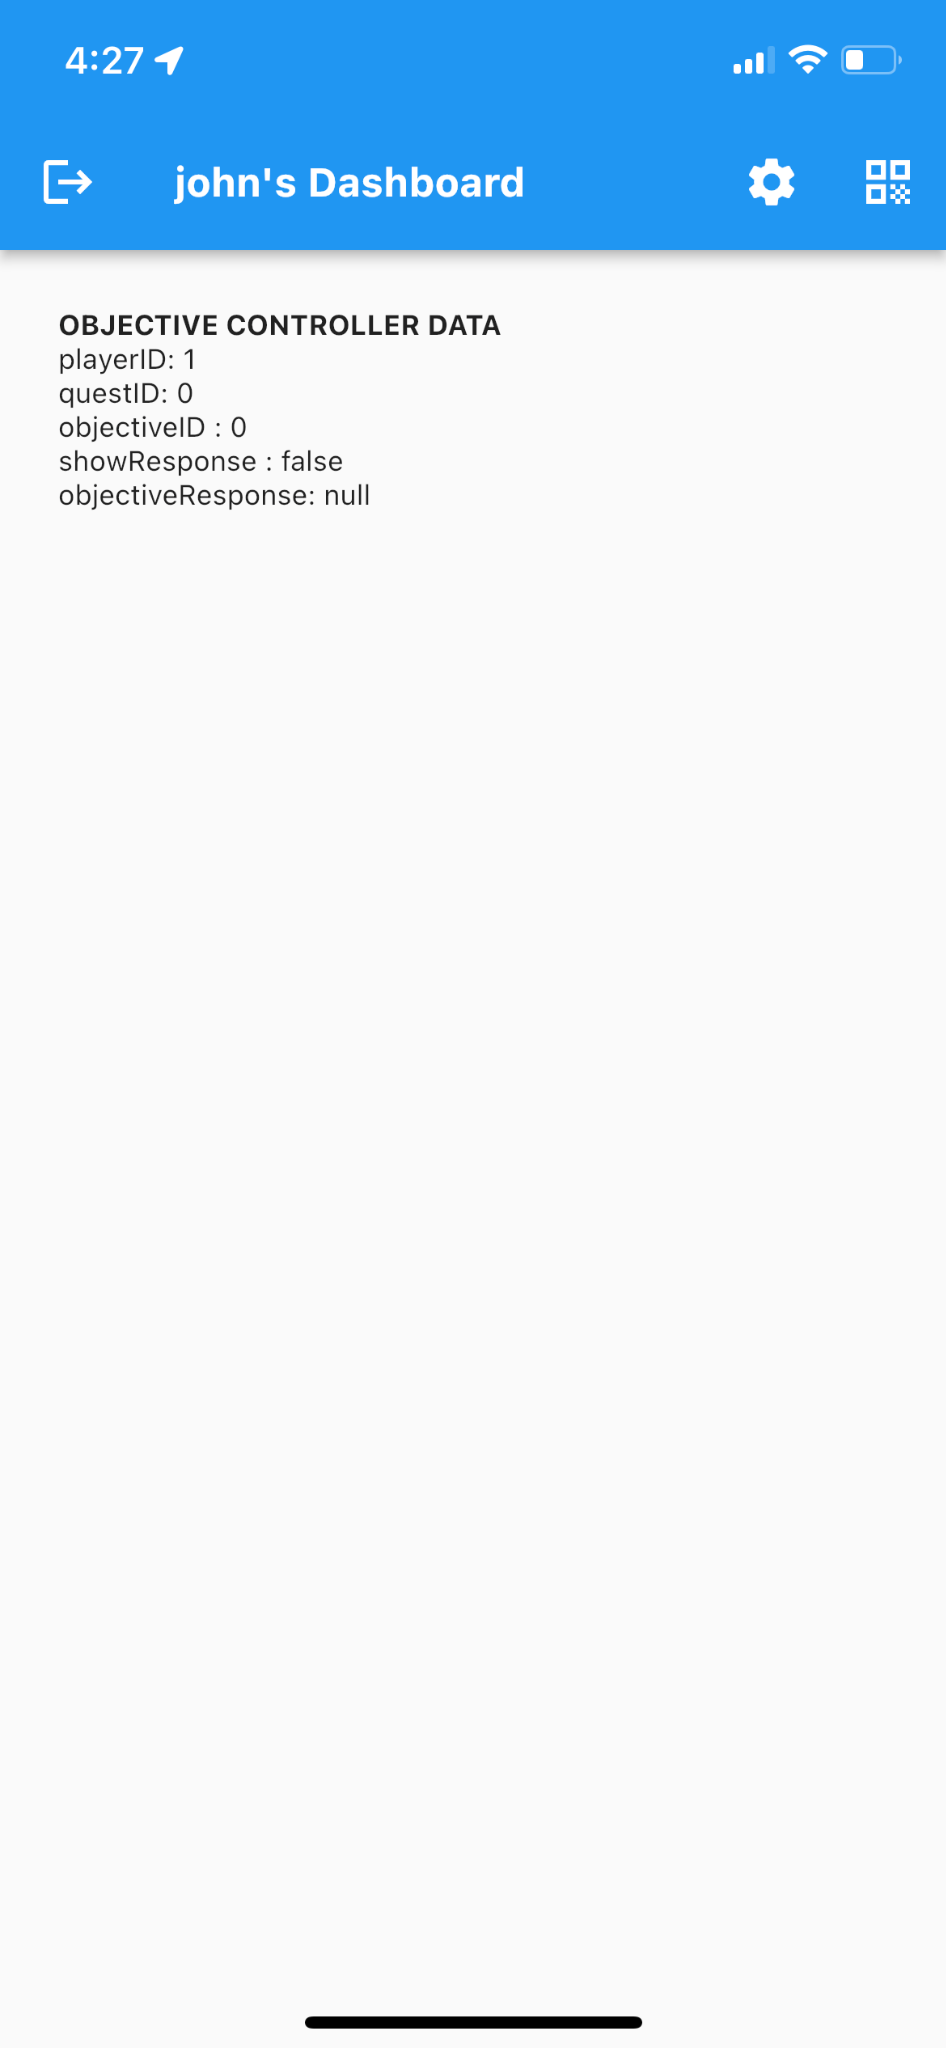 4:27
john's Dashboard
OBJECTIVE CONTROLLER DATA
playerID: 1
questID: 0
objectiveID : 0
showResponse : false
objectiveResponse: null